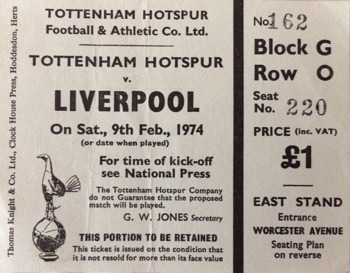 Thomas Knight & Co. Ltd., Clock House Press, Hoddesdon, Herts
TOTTENHAM HOTSPUR
Football & Athletic Co. Ltd.
TOTTENHAM HOTSPUR
v.
LIVERPOOL
On Sat., 9th Feb., 1974
(or date when played)
For time of kick-off
see National Press
The Tottenham Hotspur Company
do not Guarantee that the proposed
match will be played.
G. W. JONES Secretary
THIS PORTION TO BE RETAINED
This ticket is issued on the condition that
it is not resold for more than its face value
No. 162
Block G
Row O
Seat
No. 220
PRICE (inc. VAT)
£1
EAST STAND
Entrance
WORCESTER AVENUE
Seating Plan on
reverse